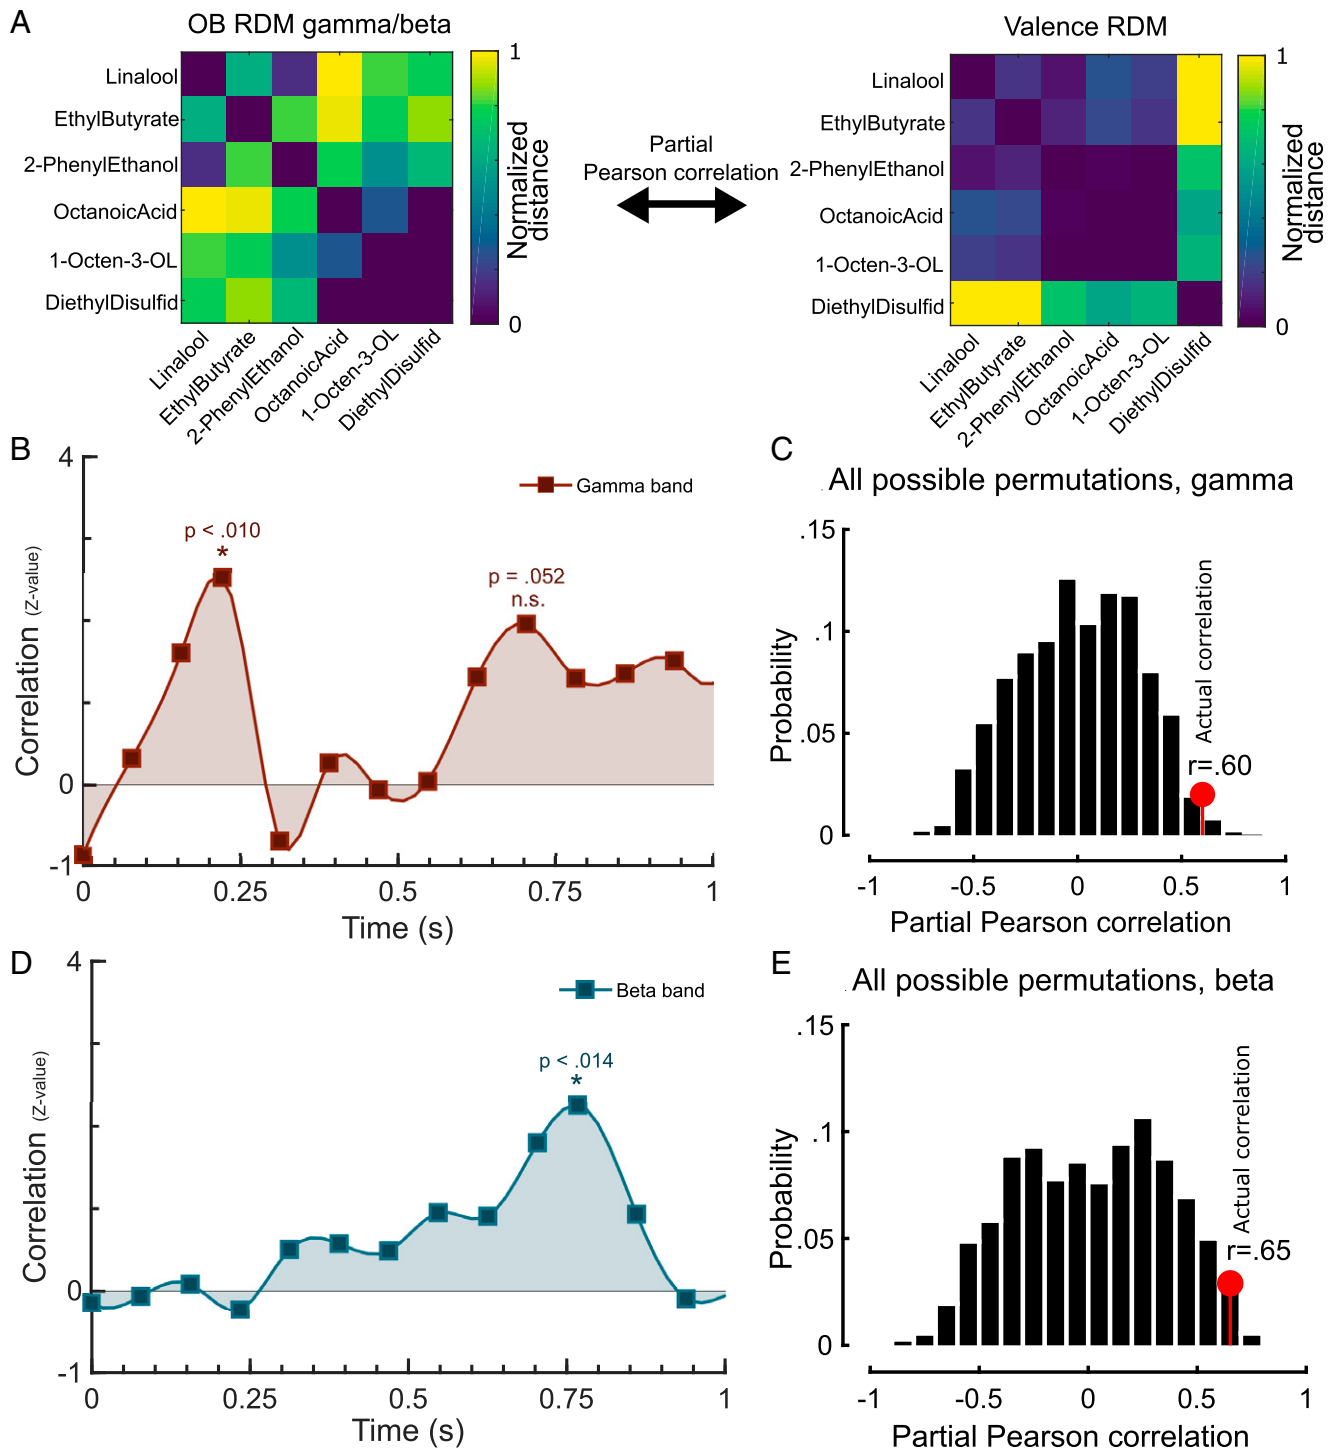 A
OB RDM gamma/beta
Linalool
EthylButyrate
2-PhenylEthanol
OctanoicAcid
1-Octen-3-OL
DiethylDisulfid
Linalool
EthylButyrate
2-PhenylEthanol
OctanoicAcid
1-Octen-3-OL
DiethylDisulfid
1
0
Normalized
distance
Partial
Pearson correlation
Valence RDM
Linalool
EthylButyrate
2-PhenylEthanol
OctanoicAcid
1-Octen-3-OL
DiethylDisulfid
Linalool
EthylButyrate
2-PhenylEthanol
OctanoicAcid
1-Octen-3-OL
DiethylDisulfid
1
0
Normalized
distance
B
4
0
-1
Correlation (Z-value)
Gamma band
p < .010
*
p = .052
n.s.
0
0.25
0.5
0.75
1
Time (s)
C
All possible permutations, gamma
.15
.1
.05
0
Probability
Actual correlation
r=.60
-1
-0.5
0
0.5
1
Partial Pearson correlation
D
4
0
-1
Correlation (Z-value)
Beta band
p < .014
*
0
0.25
0.5
0.75
1
Time (s)
E
All possible permutations, beta
.15
.1
.05
0
Probability
Actual correlation
r=.65
-1
-0.5
0
0.5
1
Partial Pearson correlation